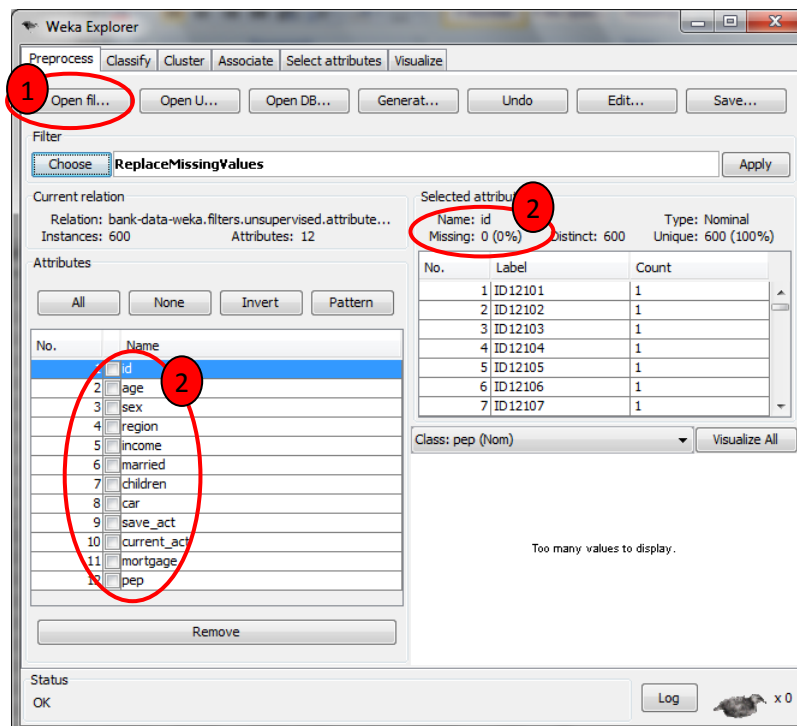 Weka Explorer
Preprocess Classify Cluster Associate Select attributes Visualize
1
Open fil... Open U... Open DB... Generat... Undo Edit... Save...
Filter
Choose ReplaceMissingValues Apply
Current relation
Relation: bank-data-weka.filters.unsupervised.attribute...
Instances: 600 Attributes: 12
Attributes
All None Invert Pattern
No. Name
1 id
2 age
3 sex
4 region
5 income
6 married
7 children
8 car
9 save_act
10 current_act
11 mortgage
12 pep
2
Remove
Selected attribute
2
Name: id Type: Nominal
Missing: 0 (0%) Distinct: 600 Unique: 600 (100%)
No. Label Count
1 ID12101 1
2 ID12102 1
3 ID12103 1
4 ID12104 1
5 ID12105 1
6 ID12106 1
7 ID12107 1
Class: pep (Nom) Visualize All
Too many values to display.
Status
OK
Log x 0